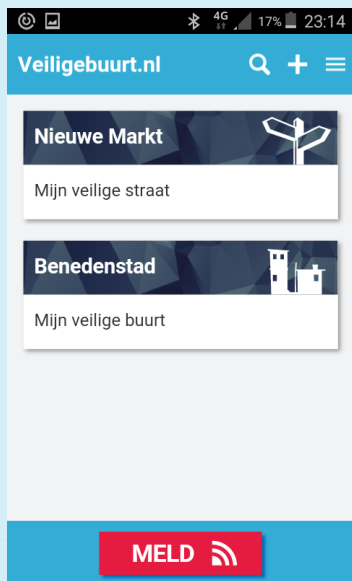 4G 17% 23:14
Veiligebuurt.nl
Nieuwe Markt
Mijn veilige straat
Benedenstad
Mijn veilige buurt
MELD